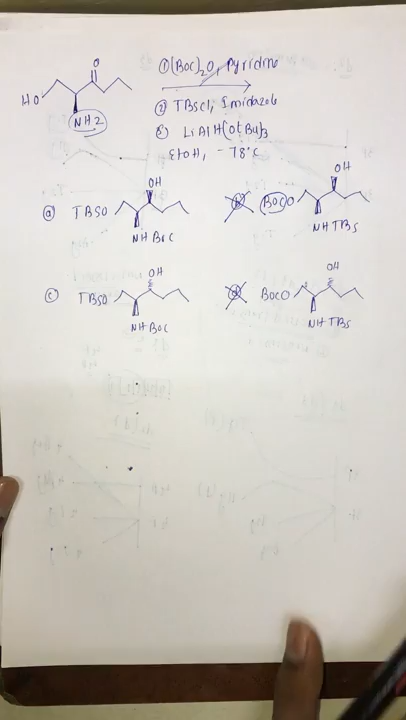 O ① (Boc)₂O, Pyridine
HO NH2 ② TBSCl, Imidazole
③ LiAlH(OtBu)₃
EtOH, -78°C
OH OH
ⓐ TBSO ⓑ BocO
NHBoc NHTBS
OH OH
ⓒ TBSO ⓓ BocO
NHBoc NHTBS